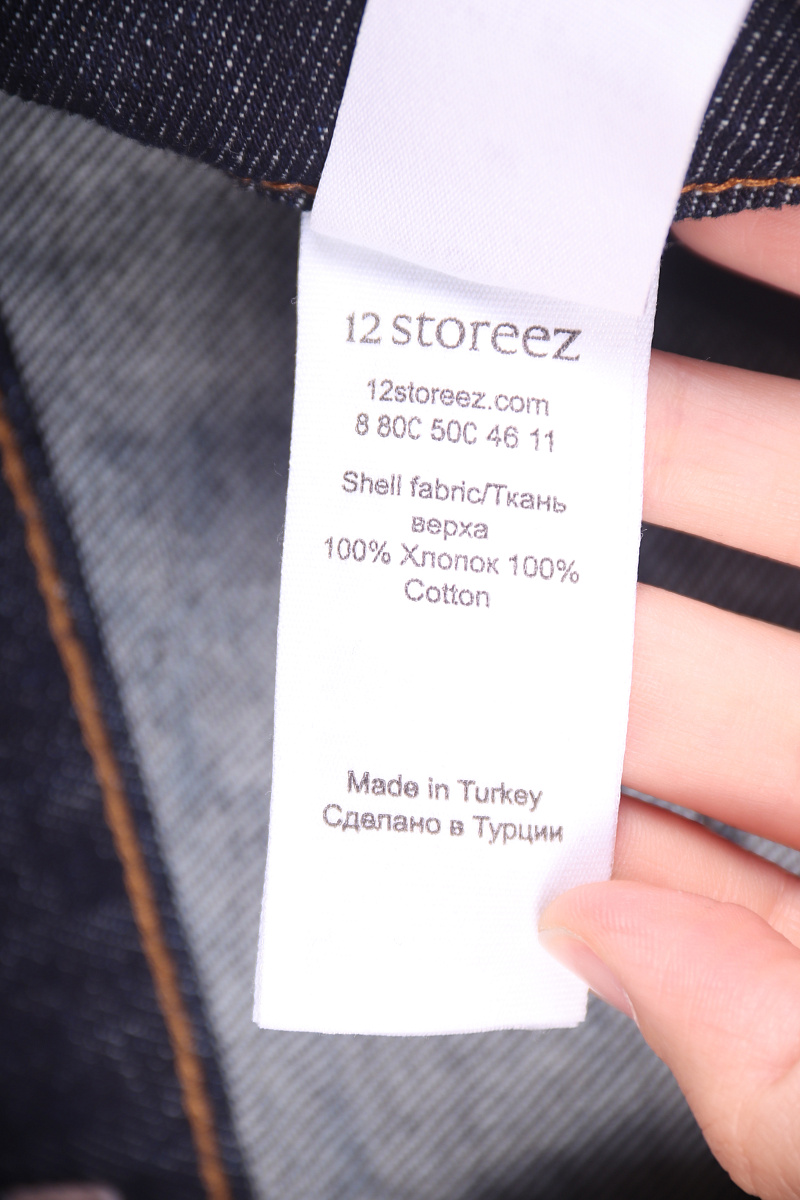 12 storeez
12storeez.com
8 800 500 46 11
Shell fabric/Ткань
верха
100% Хлопок 100%
Cotton
Made in Turkey
Сделано в Турции